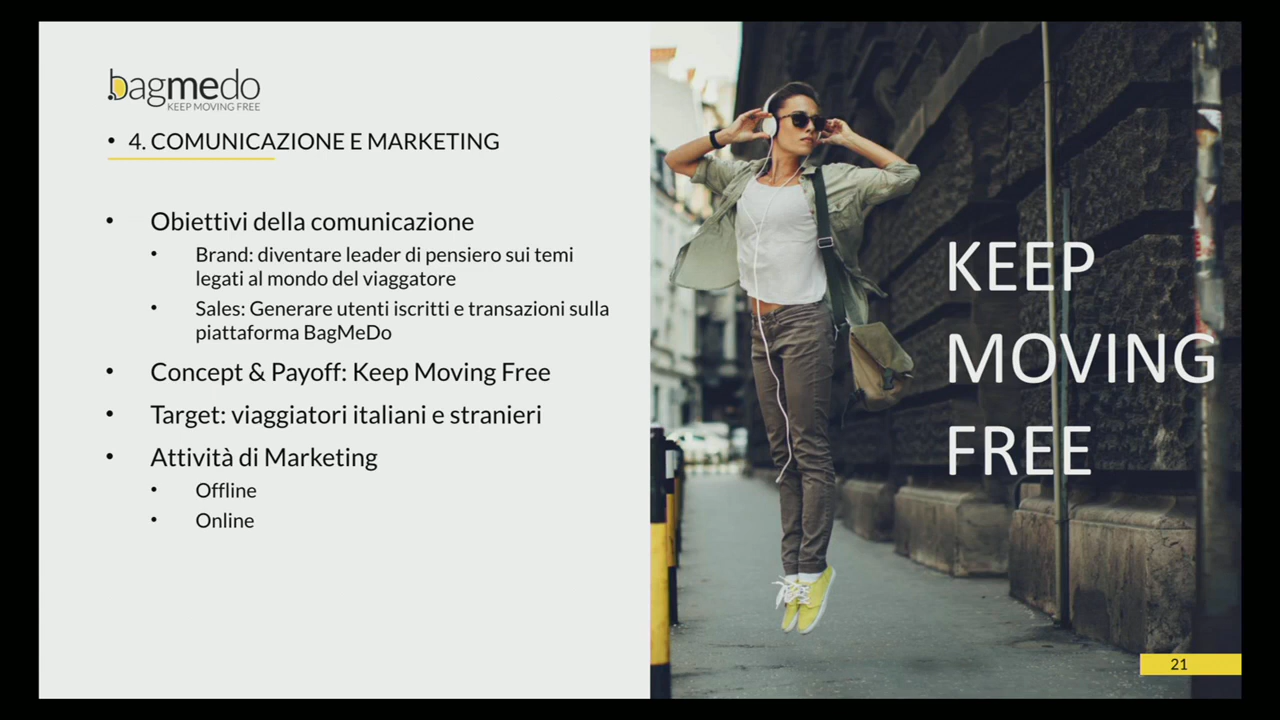 bagmedo
KEEP MOVING FREE
• 4. COMUNICAZIONE E MARKETING
• Obiettivi della comunicazione
• Brand: diventare leader di pensiero sui temi
legati al mondo del viaggatore
• Sales: Generare utenti iscritti e transazioni sulla
piattaforma BagMeDo
• Concept & Payoff: Keep Moving Free
• Target: viaggiatori italiani e stranieri
• Attività di Marketing
• Offline
• Online
KEEP
MOVING
FREE
21